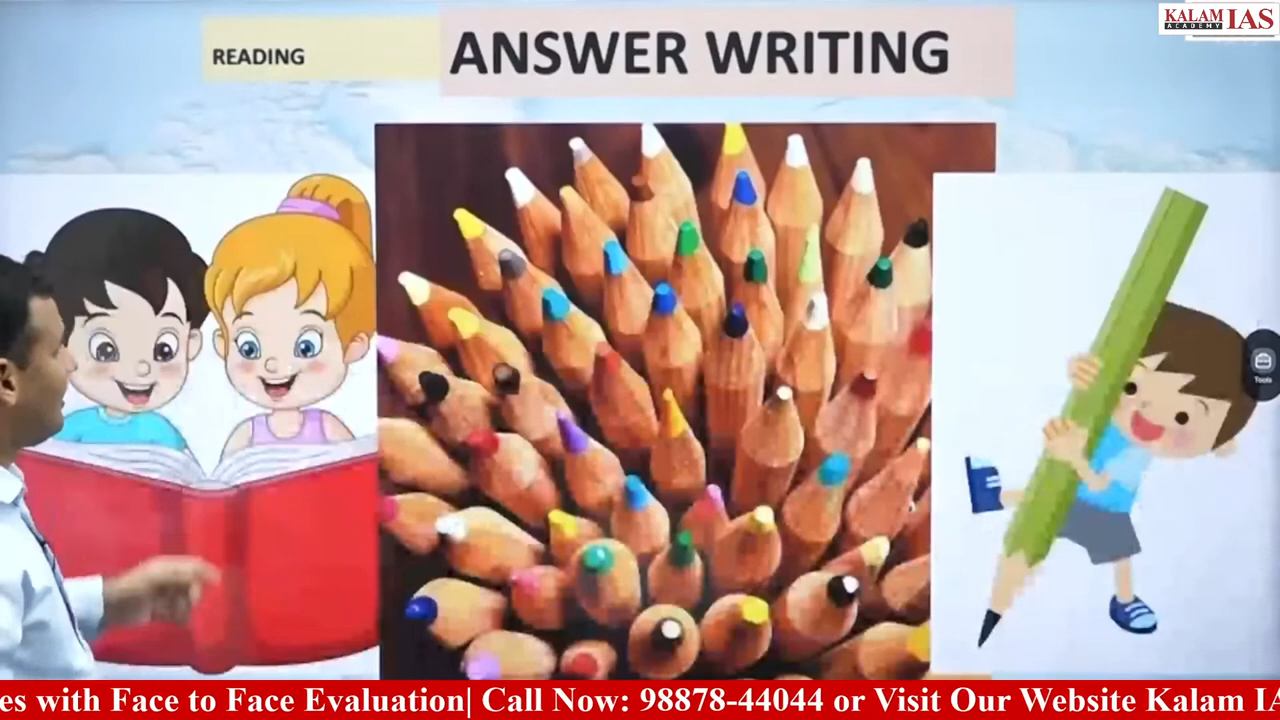 READING
ANSWER WRITING
KALAM IAS
ACADEMY
Tools
es with Face to Face Evaluation| Call Now: 98878-44044 or Visit Our Website Kalam IA